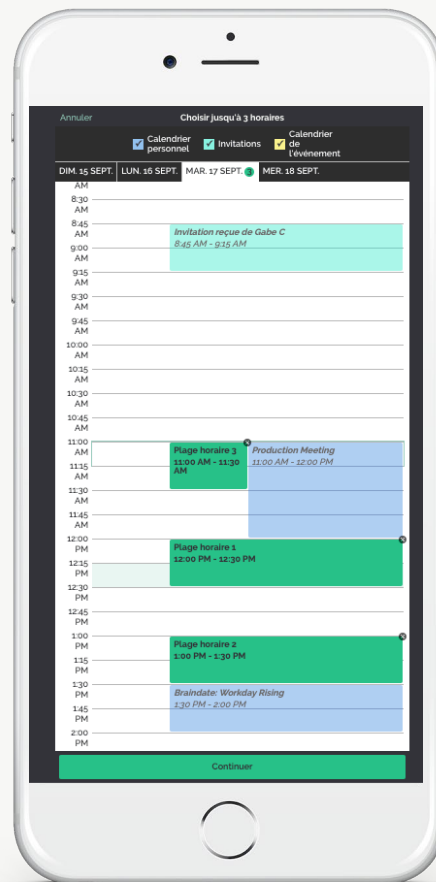 Annuler
Choisir jusqu'à 3 horaires
Calendrier
personnel
Invitations
Calendrier
de
l'événement
DIM. 15 SEPT.
LUN. 16 SEPT.
MAR. 17 SEPT. 3
MER. 18 SEPT.
AM
8:30
AM
8:45
AM
Invitation reçue de Gabe C
8:45 AM - 9:15 AM
9:00
AM
9:15
AM
9:30
AM
9:45
AM
10:00
AM
10:15
AM
10:30
AM
10:45
AM
11:00
AM
Plage horaire 3
11:00 AM - 11:30
AM
Production Meeting
11:00 AM - 12:00 PM
11:15
AM
11:30
AM
11:45
AM
12:00
PM
Plage horaire 1
12:00 PM - 12:30 PM
12:15
PM
12:30
PM
12:45
PM
1:00
PM
Plage horaire 2
1:00 PM - 1:30 PM
1:15
PM
1:30
PM
Braindate: Workday Rising
1:30 PM - 2:00 PM
1:45
PM
2:00
PM
Continuer